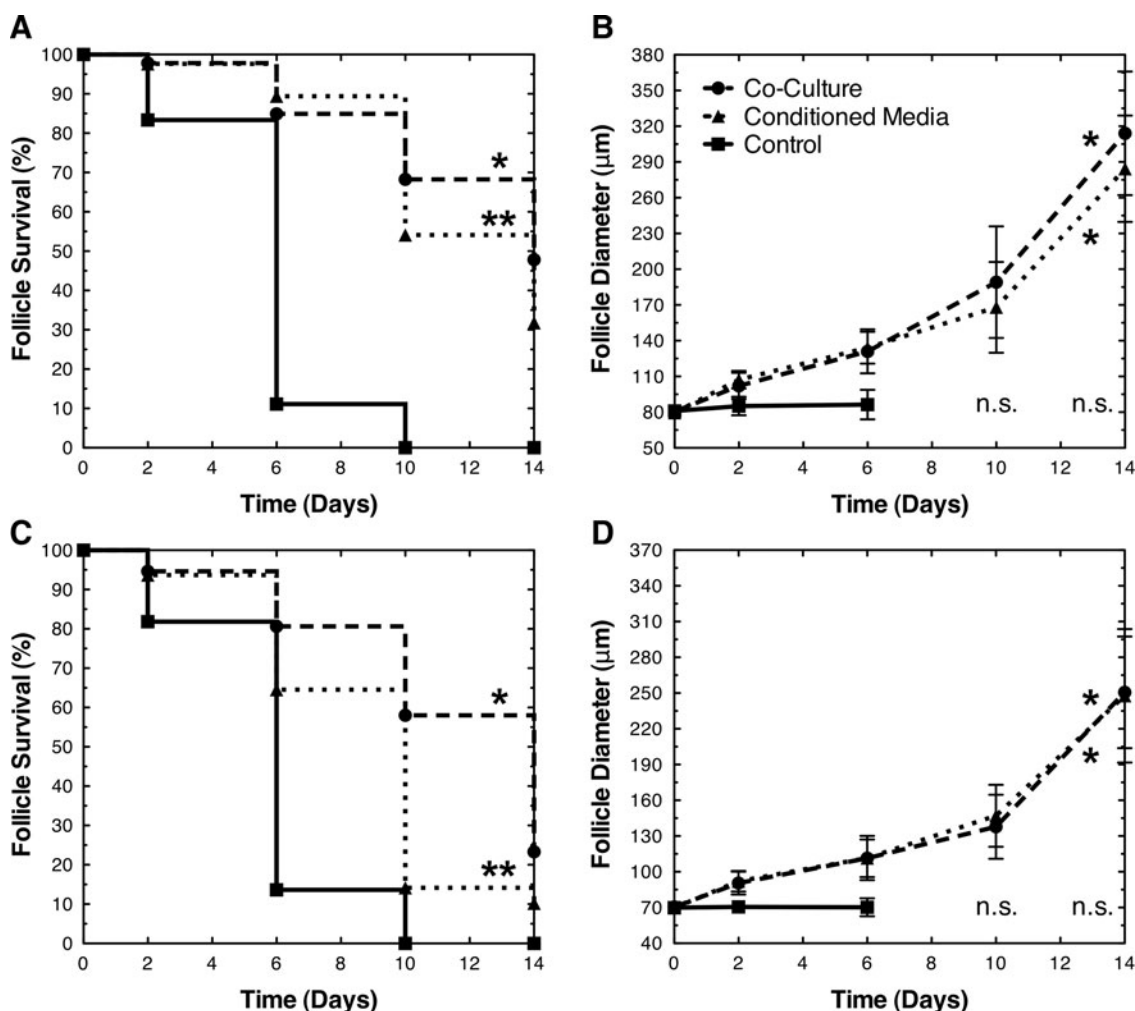 A
100
90
80
70
60
50
40
30
20
10
0
Follicle Survival (%)
*
**
0 2 4 6 8 10 12 14
Time (Days)
B
380
350
320
290
260
230
200
170
140
110
80
50
Follicle Diameter (μm)
Co-Culture
Conditioned Media
Control
*
*
n.s. n.s.
0 2 4 6 8 10 12 14
Time (Days)
C
100
90
80
70
60
50
40
30
20
10
0
Follicle Survival (%)
*
**
0 2 4 6 8 10 12 14
Time (Days)
D
370
340
310
280
250
220
190
160
130
100
70
40
Follicle Diameter (μm)
*
*
n.s. n.s.
0 2 4 6 8 10 12 14
Time (Days)